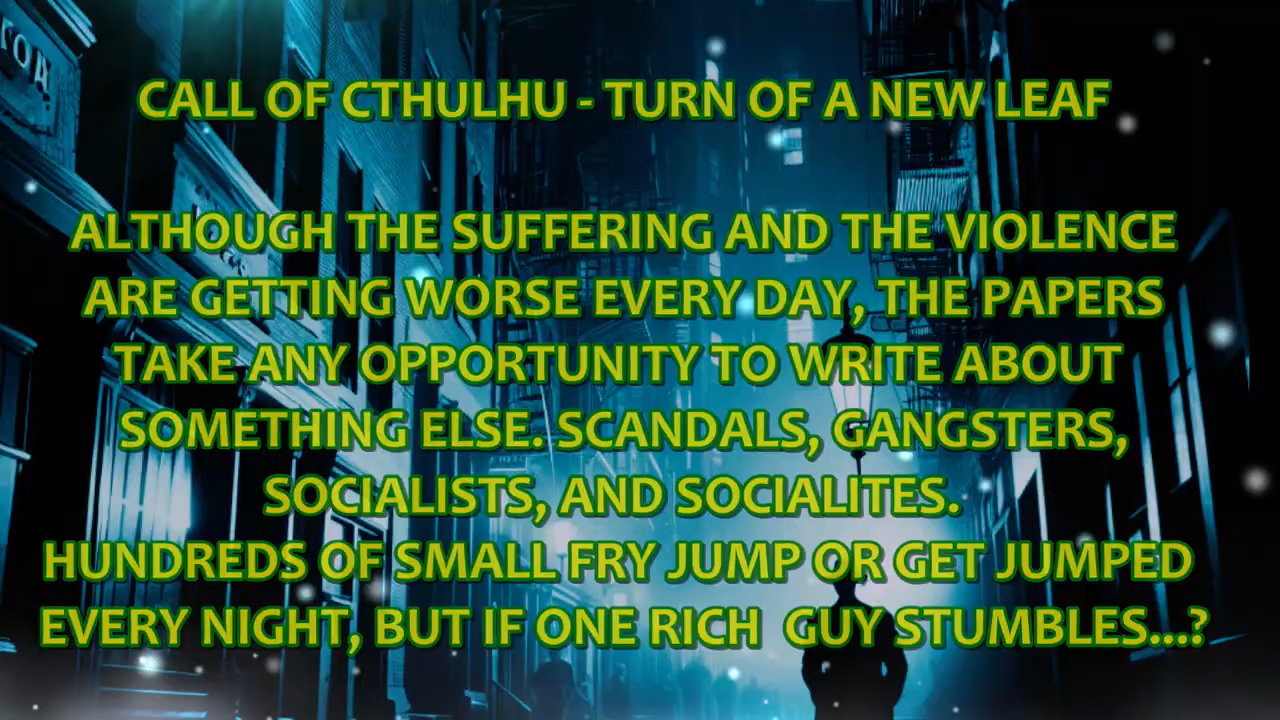 CALL OF CTHULHU - TURN OF A NEW LEAF
ALTHOUGH THE SUFFERING AND THE VIOLENCE
ARE GETTING WORSE EVERY DAY, THE PAPERS
TAKE ANY OPPORTUNITY TO WRITE ABOUT
SOMETHING ELSE. SCANDALS, GANGSTERS,
SOCIALISTS, AND SOCIALITES.
HUNDREDS OF SMALL FRY JUMP OR GET JUMPED
EVERY NIGHT, BUT IF ONE RICH  GUY STUMBLES...?